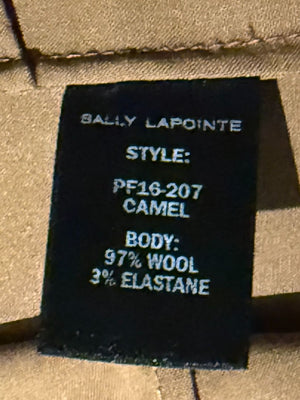 SALLY LAPOINTE
STYLE:
PF16-207
CAMEL
BODY:
97% WOOL
3% ELASTANE